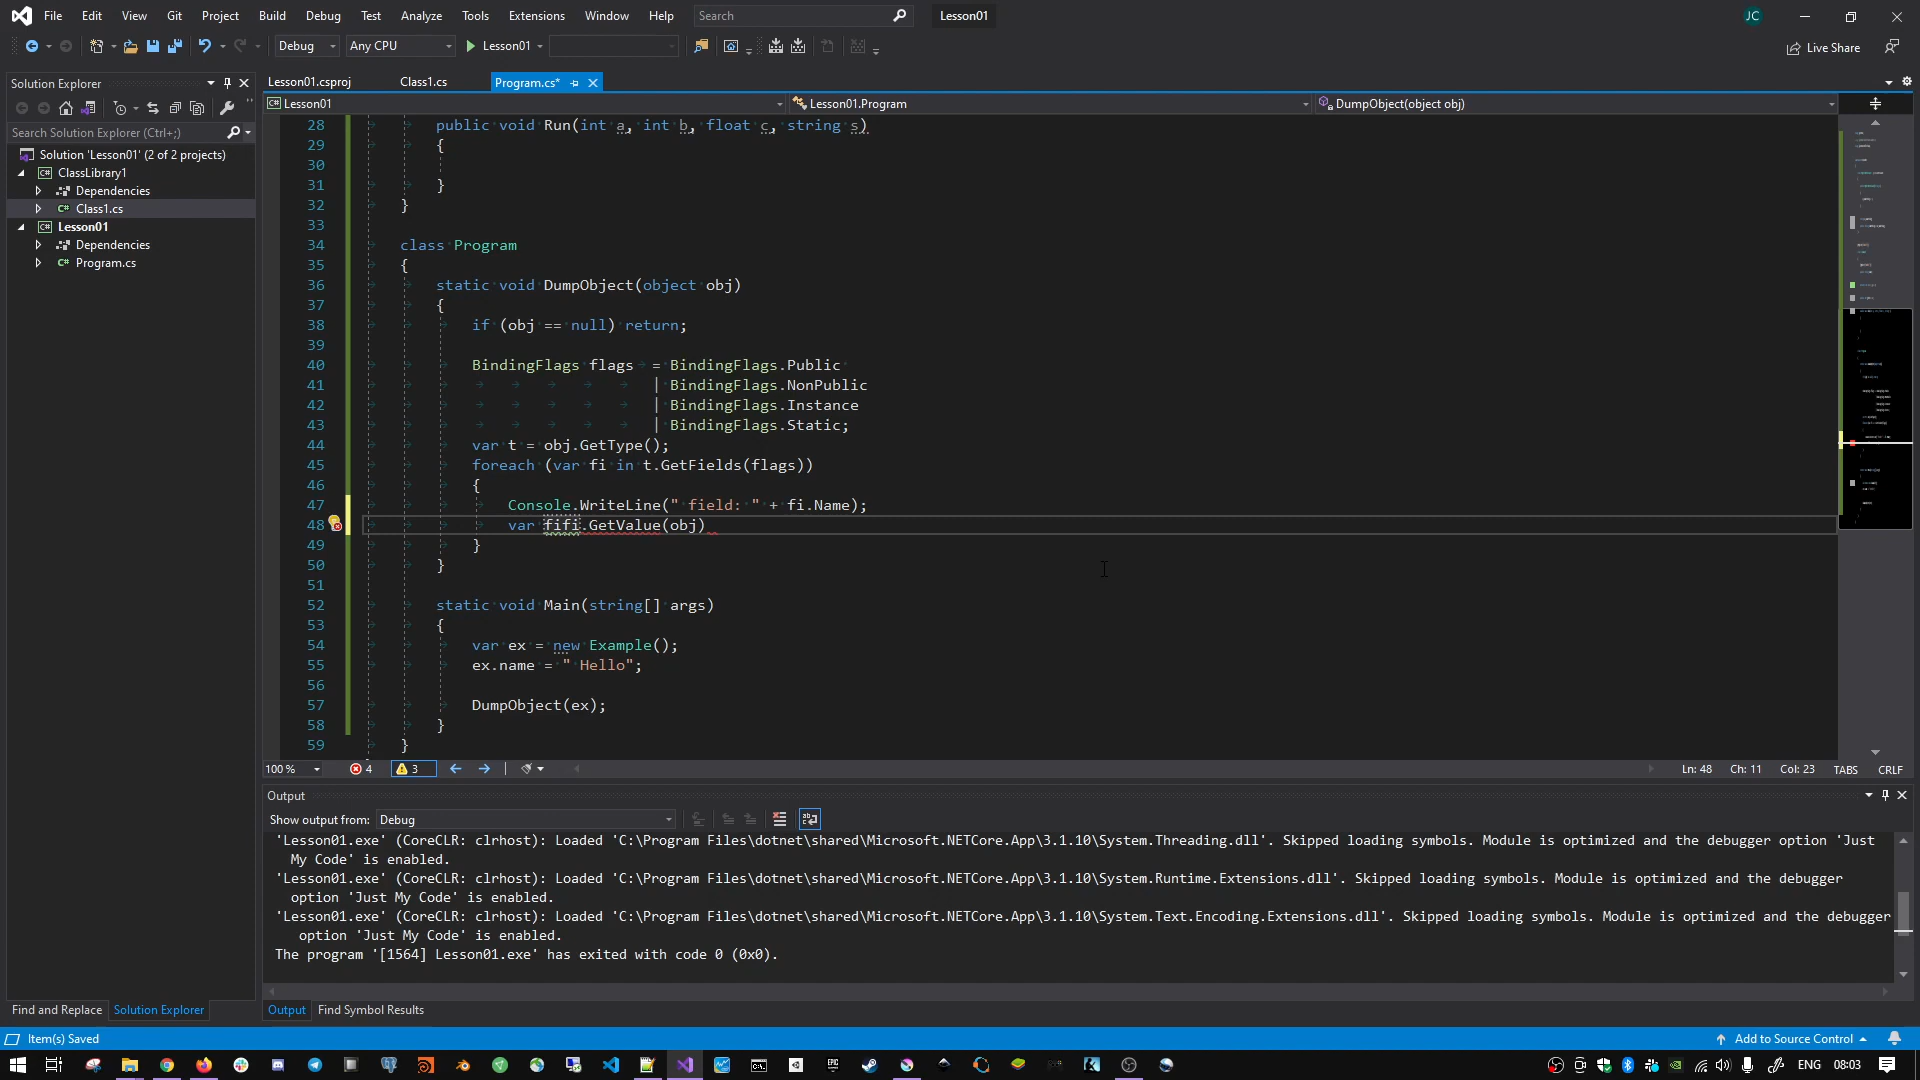 File Edit View Git Project Build Debug Test Analyze Tools Extensions Window Help Search Lesson01 JC
Debug Any CPU Lesson01 Live Share
Solution Explorer
Search Solution Explorer (Ctrl+;)
Solution 'Lesson01' (2 of 2 projects)
ClassLibrary1
Dependencies
Class1.cs
Lesson01
Dependencies
Program.cs
Lesson01.csproj Class1.cs Program.cs*
Lesson01 Lesson01.Program DumpObject(object obj)
28 public void Run(int a, int b, float c, string s)
29 {
30
31 }
32 }
33
34 class Program
35 {
36 static void DumpObject(object obj)
37 {
38 if (obj == null) return;
39
40 BindingFlags flags = BindingFlags.Public
41 | BindingFlags.NonPublic
42 | BindingFlags.Instance
43 | BindingFlags.Static;
44 var t = obj.GetType();
45 foreach (var fi in t.GetFields(flags))
46 {
47 Console.WriteLine(" field: " + fi.Name);
48 var fifi.GetValue(obj)
49 }
50 }
51
52 static void Main(string[] args)
53 {
54 var ex = new Example();
55 ex.name = " Hello";
56
57 DumpObject(ex);
58 }
59 }
100 % 4 3 Ln: 48 Ch: 11 Col: 23 TABS CRLF
Output
Show output from: Debug
'Lesson01.exe' (CoreCLR: clrhost): Loaded 'C:\Program Files\dotnet\shared\Microsoft.NETCore.App\3.1.10\System.Threading.dll'. Skipped loading symbols. Module is optimized and the debugger option 'Just
My Code' is enabled.
'Lesson01.exe' (CoreCLR: clrhost): Loaded 'C:\Program Files\dotnet\shared\Microsoft.NETCore.App\3.1.10\System.Runtime.Extensions.dll'. Skipped loading symbols. Module is optimized and the debugger
option 'Just My Code' is enabled.
'Lesson01.exe' (CoreCLR: clrhost): Loaded 'C:\Program Files\dotnet\shared\Microsoft.NETCore.App\3.1.10\System.Text.Encoding.Extensions.dll'. Skipped loading symbols. Module is optimized and the debugger
option 'Just My Code' is enabled.
The program '[1564] Lesson01.exe' has exited with code 0 (0x0).
Find and Replace Solution Explorer Output Find Symbol Results
Item(s) Saved Add to Source Control
ENG 08:03